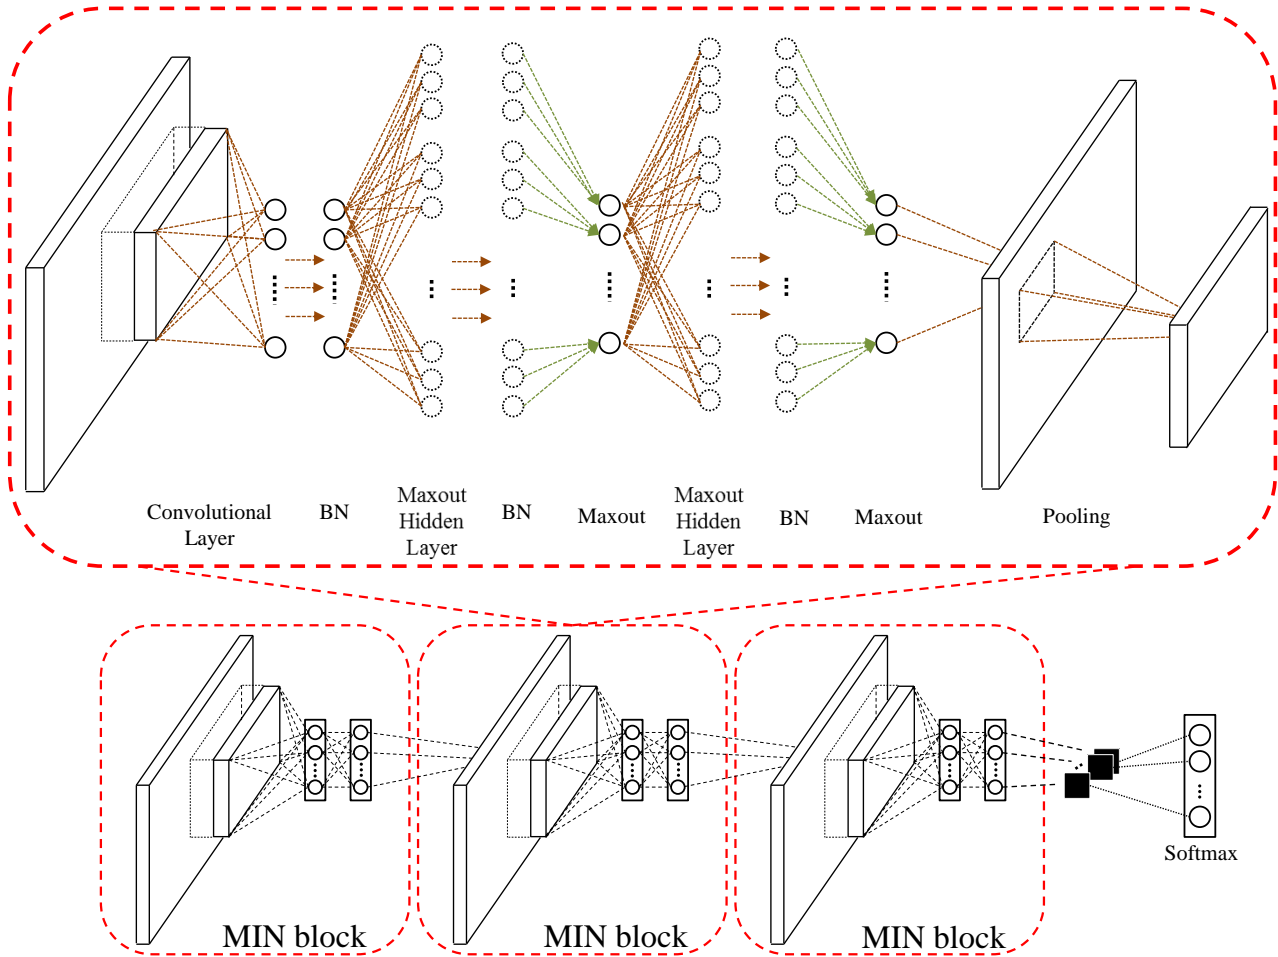 Convolutional
Layer
BN
Maxout
Hidden
Layer
BN
Maxout
Maxout
Hidden
Layer
BN
Maxout
Pooling
Softmax
MIN block
MIN block
MIN block